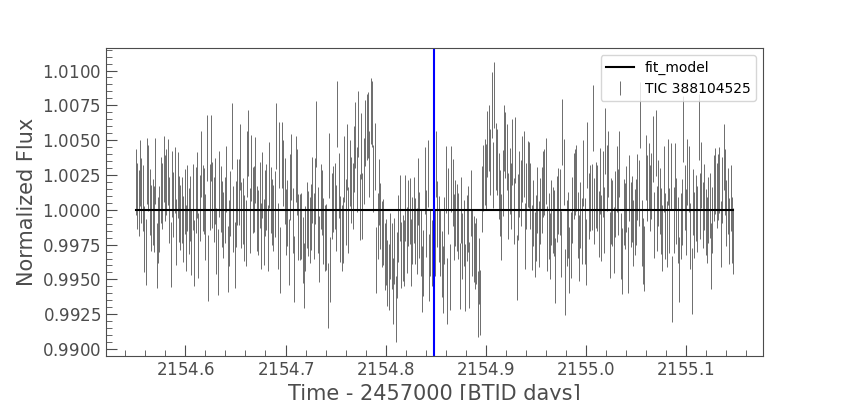 1.0100
1.0075
1.0050
1.0025
1.0000
0.9975
0.9950
0.9925
0.9900
Normalized Flux
fit_model
TIC 388104525
2154.6 2154.7 2154.8 2154.9 2155.0 2155.1
Time - 2457000 [BTJD days]